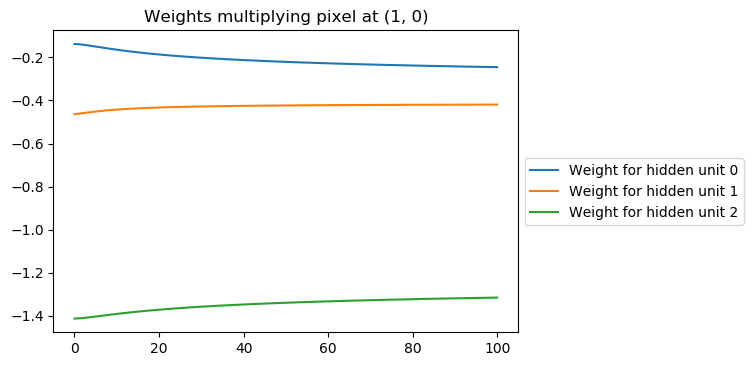 Weights multiplying pixel at (1, 0)
−0.2
−0.4
−0.6
−0.8
−1.0
−1.2
−1.4
0 20 40 60 80 100
Weight for hidden unit 0
Weight for hidden unit 1
Weight for hidden unit 2